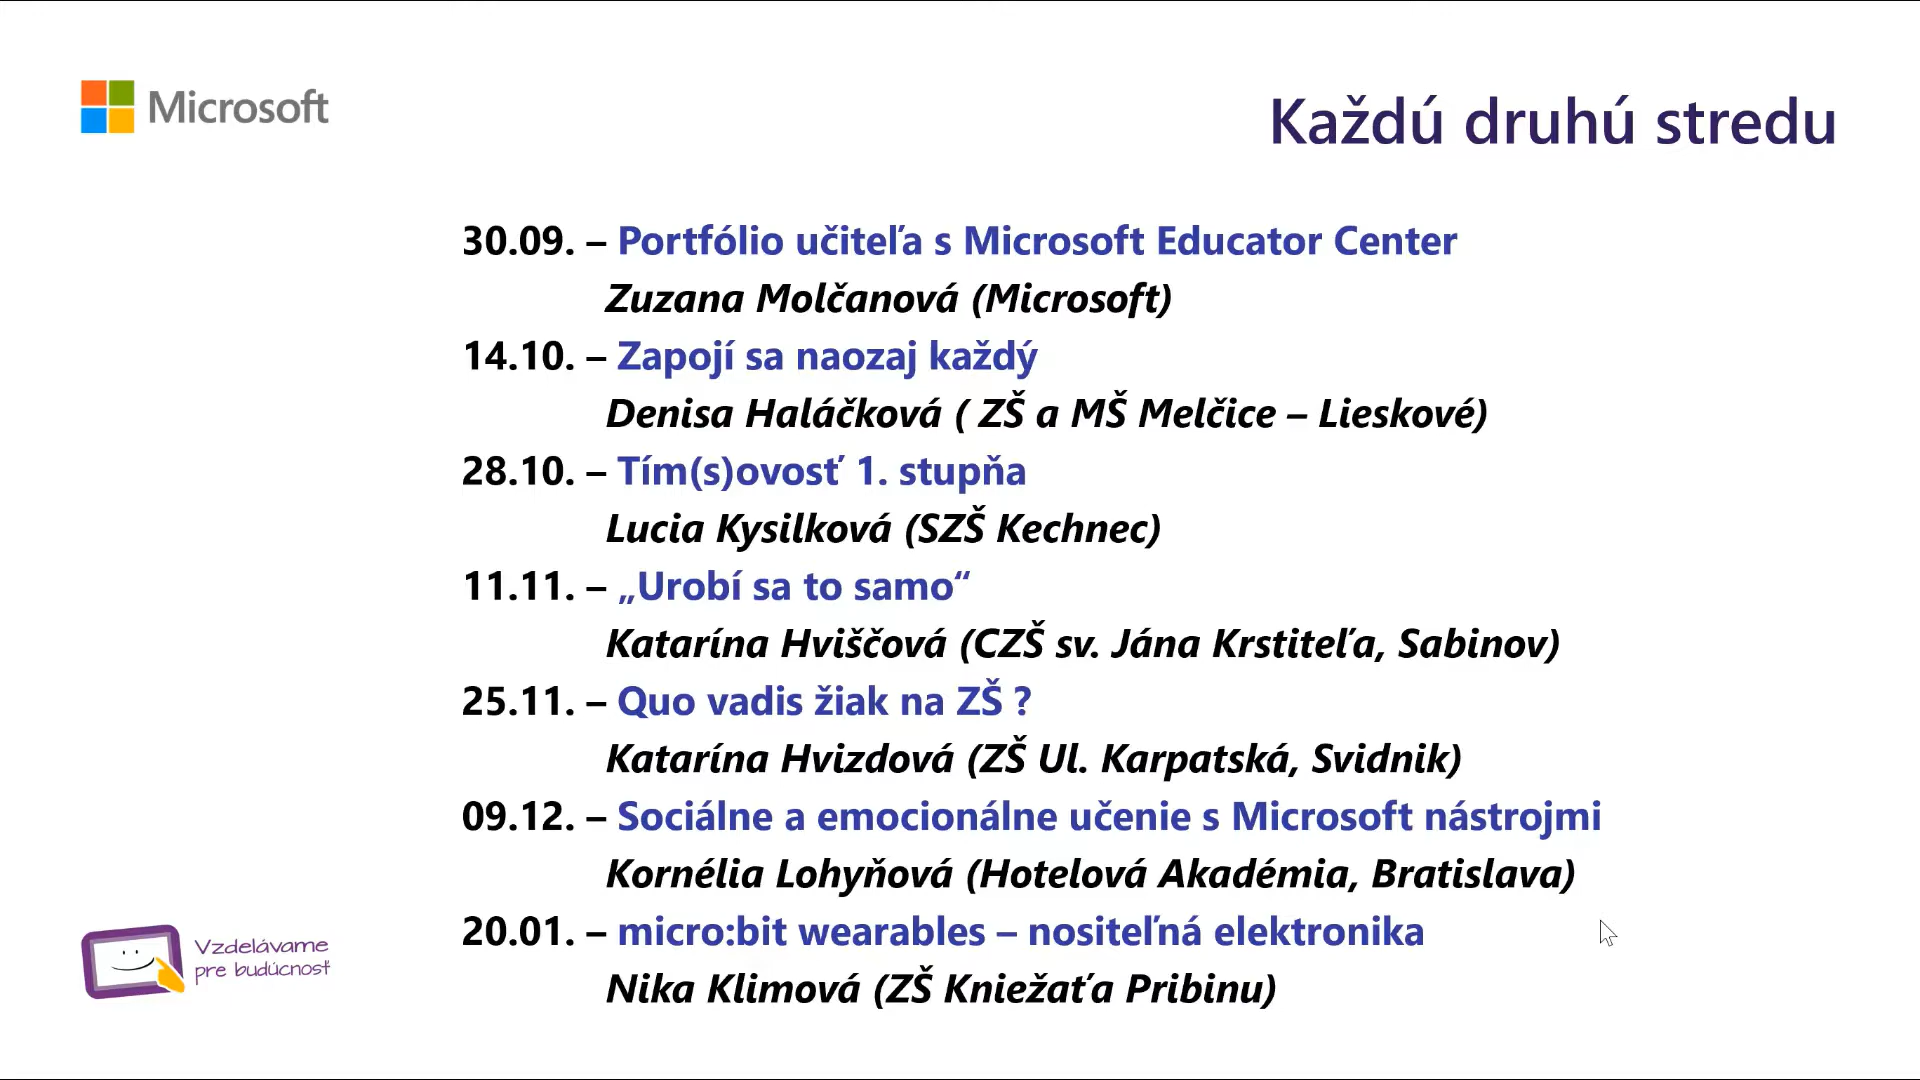 Microsoft
Každú druhú stredu
30.09. – Portfólio učiteľa s Microsoft Educator Center
Zuzana Molčanová (Microsoft)
14.10. – Zapojí sa naozaj každý
Denisa Haláčková ( ZŠ a MŠ Melčice – Lieskové)
28.10. – Tím(s)ovosť 1. stupňa
Lucia Kysilková (SZŠ Kechnec)
11.11. – „Urobí sa to samo“
Katarína Hviščová (CZŠ sv. Jána Krstiteľa, Sabinov)
25.11. – Quo vadis žiak na ZŠ ?
Katarína Hvizdová (ZŠ Ul. Karpatská, Svidnik)
09.12. – Sociálne a emocionálne učenie s Microsoft nástrojmi
Kornélia Lohyňová (Hotelová Akadémia, Bratislava)
20.01. – micro:bit wearables – nositeľná elektronika
Nika Klimová (ZŠ Kniežaťa Pribinu)
Vzdelávame
pre budúcnosť